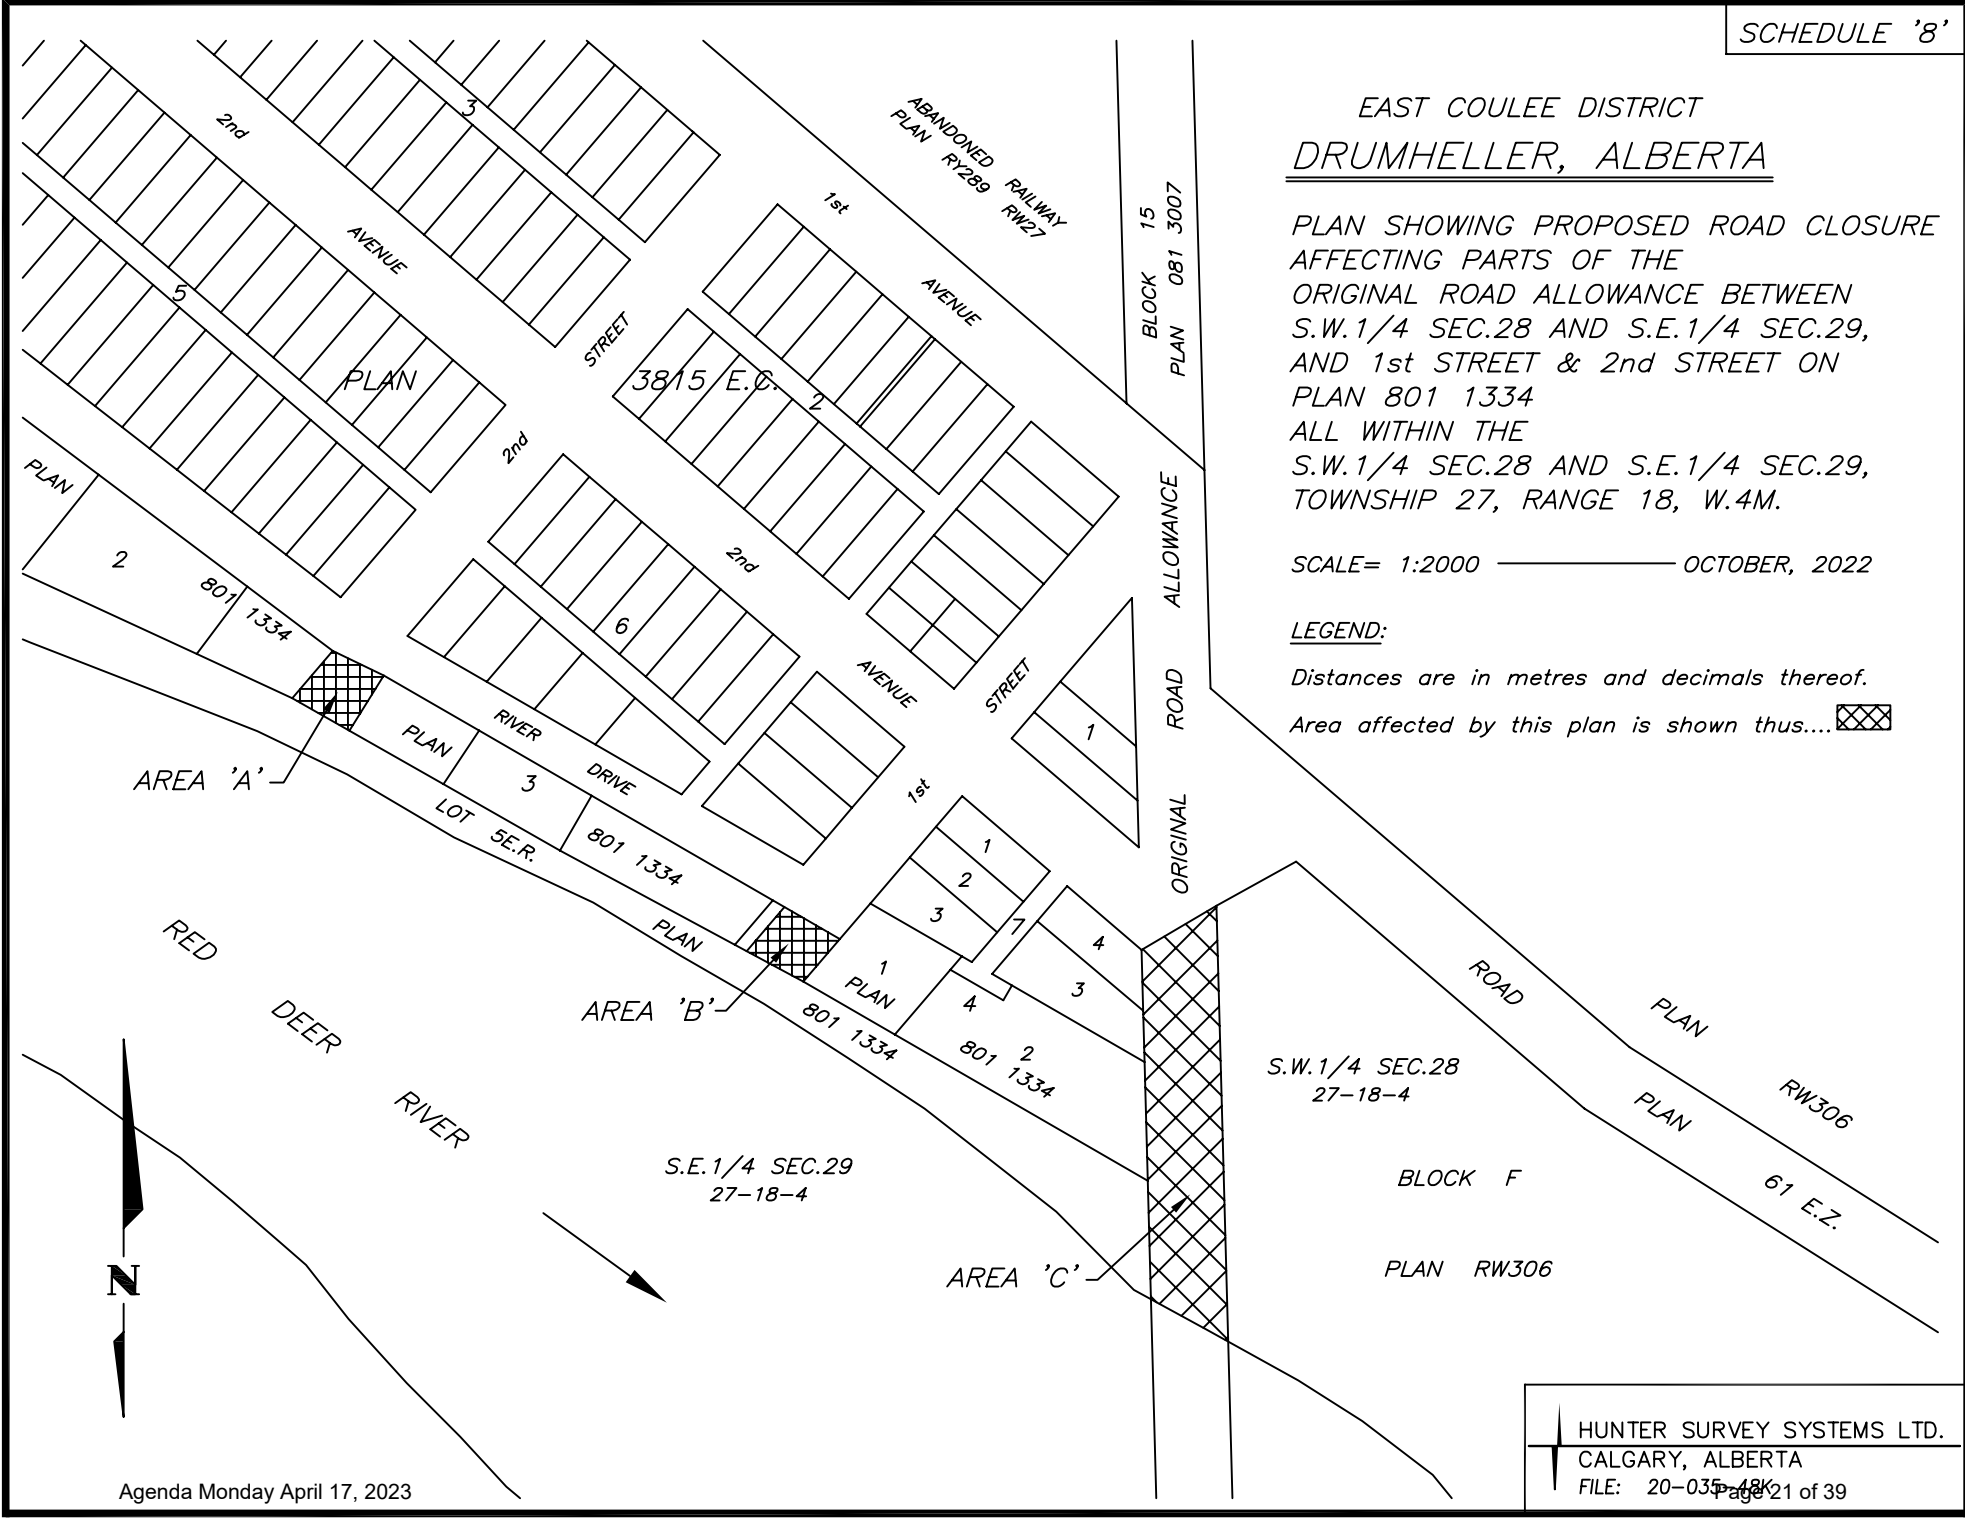 SCHEDULE '8'
EAST COULEE DISTRICT
DRUMHELLER, ALBERTA
PLAN SHOWING PROPOSED ROAD CLOSURE
AFFECTING PARTS OF THE
ORIGINAL ROAD ALLOWANCE BETWEEN
S.W.1/4 SEC.28 AND S.E.1/4 SEC.29,
AND 1st STREET & 2nd STREET ON
PLAN 801 1334
ALL WITHIN THE
S.W.1/4 SEC.28 AND S.E.1/4 SEC.29,
TOWNSHIP 27, RANGE 18, W.4M.
SCALE= 1:2000 OCTOBER, 2022
LEGEND:
Distances are in metres and decimals thereof.
Area affected by this plan is shown thus....
ABANDONED RAILWAY
PLAN RY289 RW27
BLOCK 15
PLAN 081 3007
1st AVENUE
2nd AVENUE
3
5
PLAN 3815 E.C.
2
2nd STREET
2nd AVENUE
6
1st STREET
1
ORIGINAL ROAD ALLOWANCE
PLAN 801 1334
2
RIVER DRIVE
PLAN 801 1334
3
LOT 5E.R. PLAN 801 1334
AREA 'A'
AREA 'B'
AREA 'C'
1
2
3
7
4
3
1
PLAN 801 1334
4
2
RED DEER RIVER
S.E.1/4 SEC.29
27-18-4
S.W.1/4 SEC.28
27-18-4
BLOCK F
PLAN RW306
ROAD PLAN 61 E.Z.
PLAN RW306
N
HUNTER SURVEY SYSTEMS LTD.
CALGARY, ALBERTA
FILE: 20-035-48K
Agenda Monday April 17, 2023
Page 21 of 39